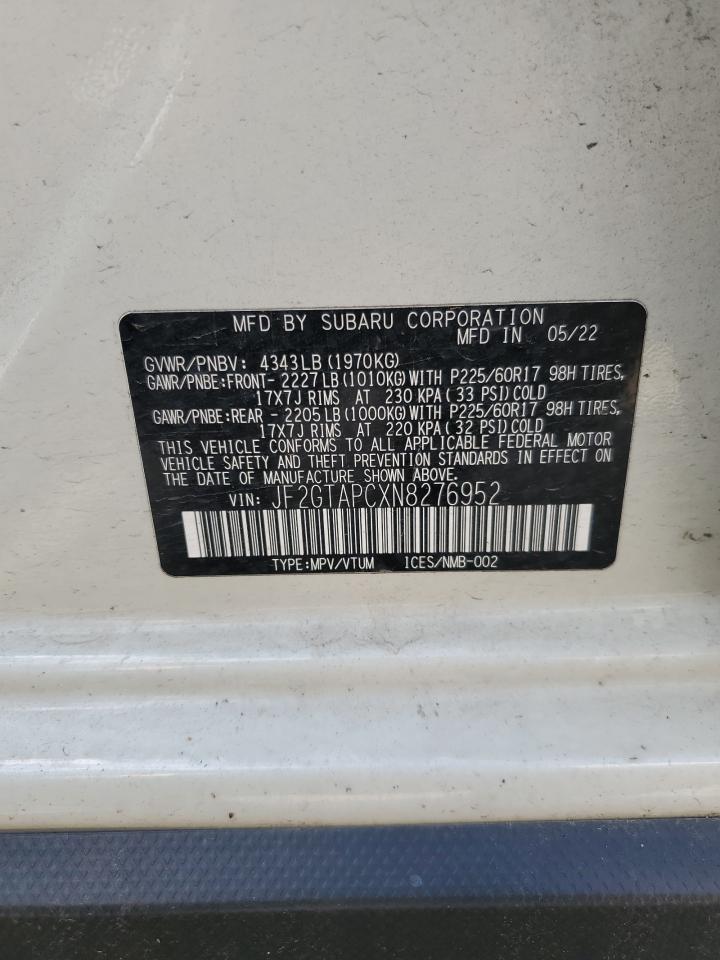 MFD BY SUBARU CORPORATION
MFD IN 05/22
GVWR/PNBV: 4343LB (1970KG)
GAWR/PNBE:FRONT- 2227 LB (1010KG) WITH P225/60R17 98H TIRES,
17X7J RIMS AT 230 KPA ( 33 PSI) COLD
GAWR/PNBE:REAR - 2205 LB (1000KG) WITH P225/60R17 98H TIRES,
17X7J RIMS AT 220 KPA ( 32 PSI) COLD
THIS VEHICLE CONFORMS TO ALL APPLICABLE FEDERAL MOTOR
VEHICLE SAFETY AND THEFT PREVENTION STANDARDS IN EFFECT ON
THE DATE OF MANUFACTURE SHOWN ABOVE.
VIN: JF2GTAPCXN8276952
TYPE:MPV/VTUM ICES/NMB-002